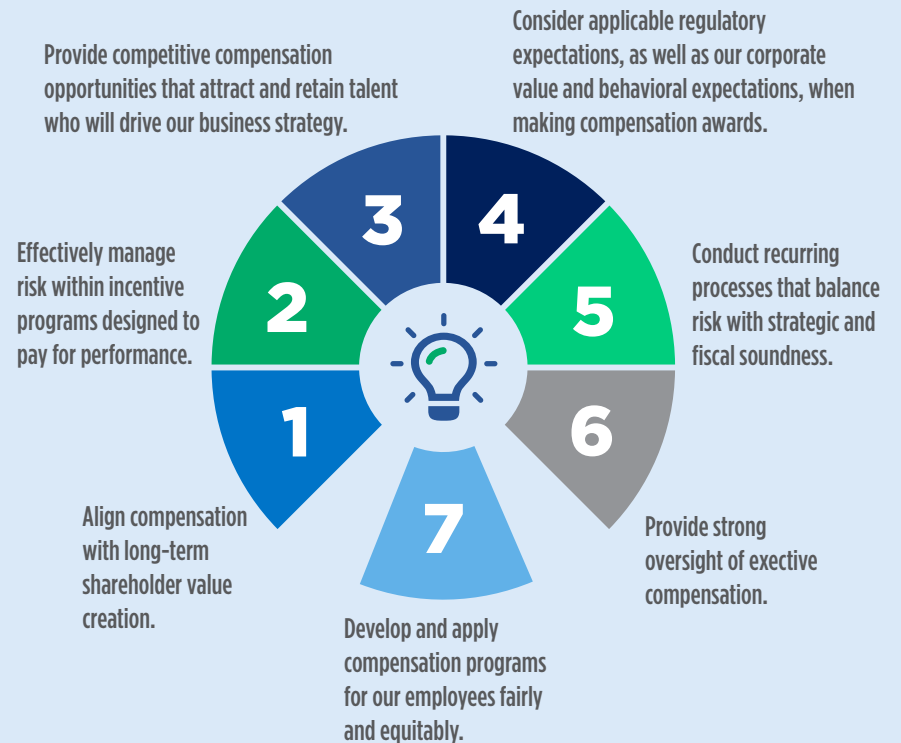 Provide competitive compensation
opportunities that attract and retain talent
who will drive our business strategy.
Consider applicable regulatory
expectations, as well as our corporate
value and behavioral expectations, when
making compensation awards.
3
4
Effectively manage
risk within incentive
programs designed to
pay for performance.
2
5
Conduct recurring
processes that balance
risk with strategic and
fiscal soundness.
1
6
Align compensation
with long-term
shareholder value
creation.
7
Provide strong
oversight of exective
compensation.
Develop and apply
compensation programs
for our employees fairly
and equitably.